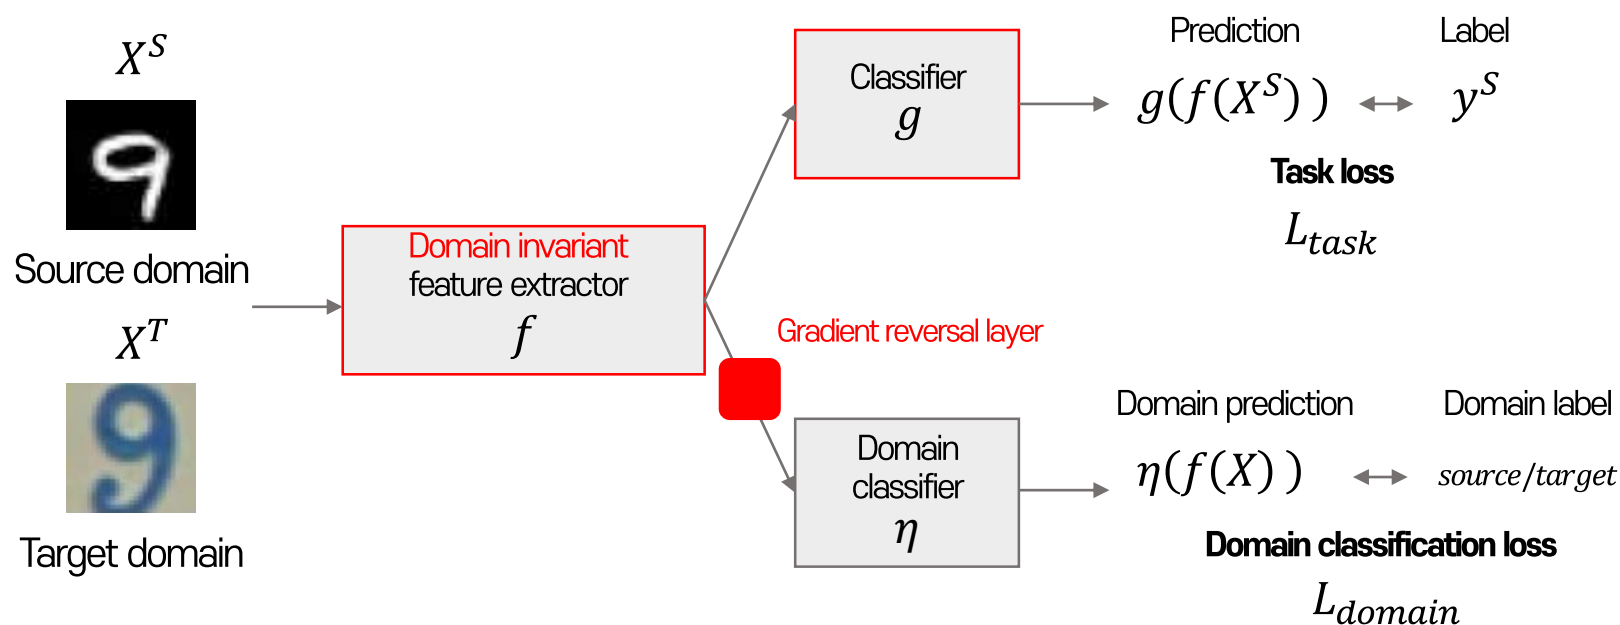 X^S
Source domain
X^T
Target domain
Domain invariant
feature extractor
f
Classifier
g
Gradient reversal layer
Domain
classifier
η
Prediction
Label
g(f(X^S))
y^S
Task loss
L_task
Domain prediction
Domain label
η(f(X))
source/target
Domain classification loss
L_domain